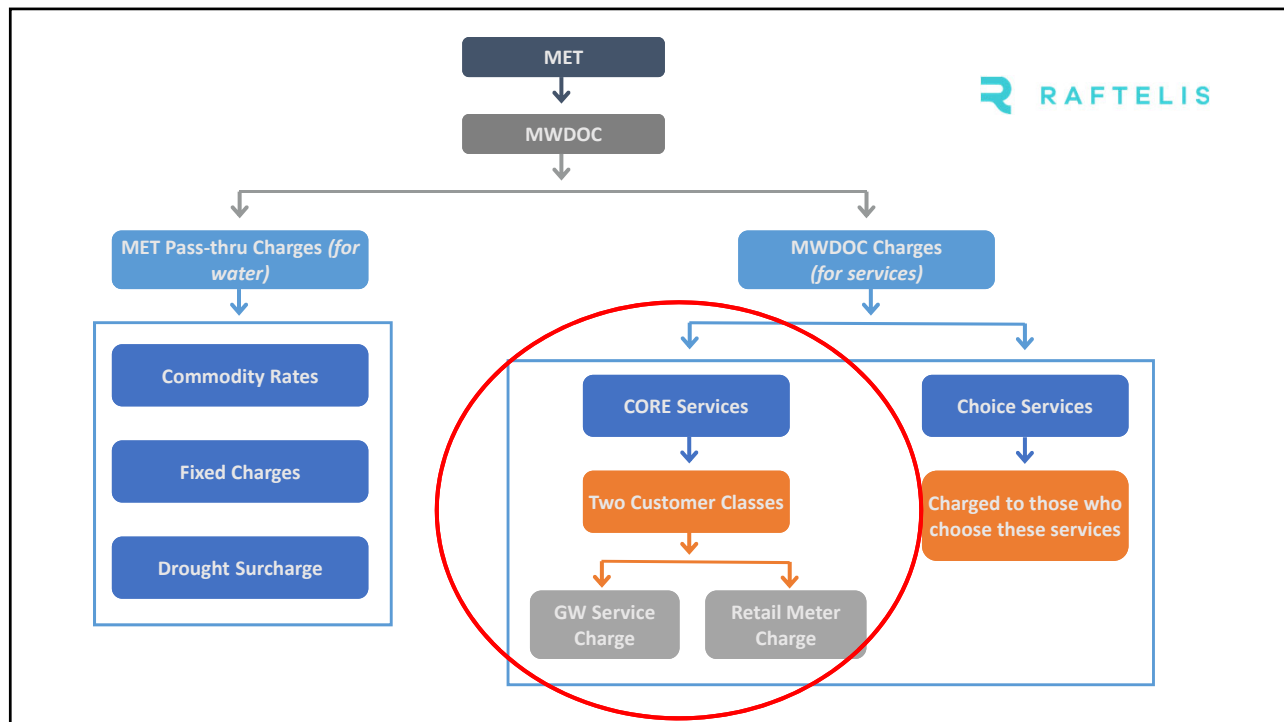 MET
RAFTELIS
MWDOC
MET Pass-thru Charges (for
water)
MWDOC Charges
(for services)
Commodity Rates
Fixed Charges
Drought Surcharge
CORE Services
Choice Services
Two Customer Classes
Charged to those who
choose these services
GW Service
Charge
Retail Meter
Charge